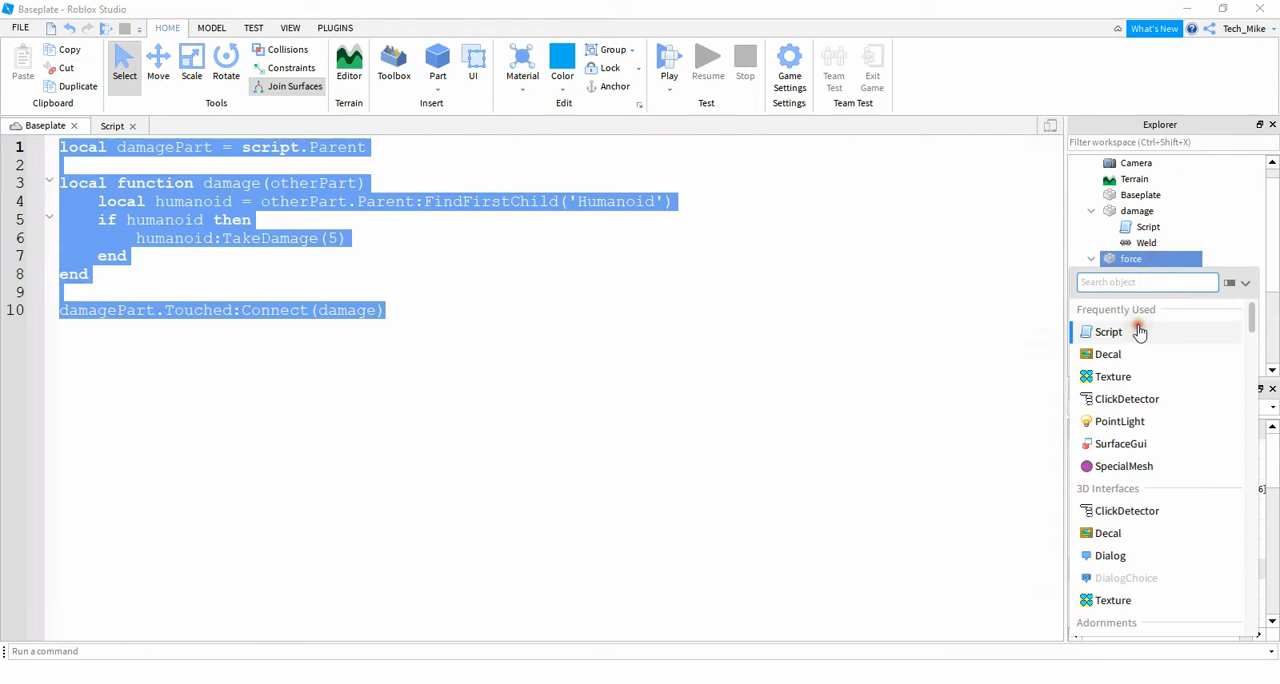 Baseplate - Roblox Studio
FILE HOME MODEL TEST VIEW PLUGINS What's New Tech_Mike
Paste Copy Cut Duplicate
Select Move Scale Rotate
Collisions Constraints Join Surfaces
Editor Toolbox Part UI
Material Color Group Lock Anchor
Play Resume Stop
Game Settings
Team Test Exit Game
Clipboard Tools Terrain Insert Edit Test Settings Team Test
Baseplate Script
1 local damagePart = script.Parent
2
3 local function damage(otherPart)
4 local humanoid = otherPart.Parent:FindFirstChild('Humanoid')
5 if humanoid then
6 humanoid:TakeDamage(5)
7 end
8 end
9
10 damagePart.Touched:Connect(damage)
Explorer
Filter workspace (Ctrl+Shift+X)
Camera
Terrain
Baseplate
damage
Script
Weld
force
Search object
Frequently Used
Script
Decal
Texture
ClickDetector
PointLight
SurfaceGui
SpecialMesh
3D Interfaces
ClickDetector
Decal
Dialog
DialogChoice
Texture
Adornments
6]
Run a command